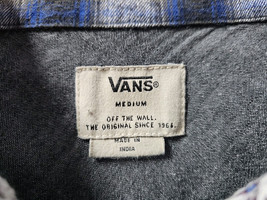 VANS®
MEDIUM
OFF THE WALL.
THE ORIGINAL SINCE 1966.
MADE IN
INDIA